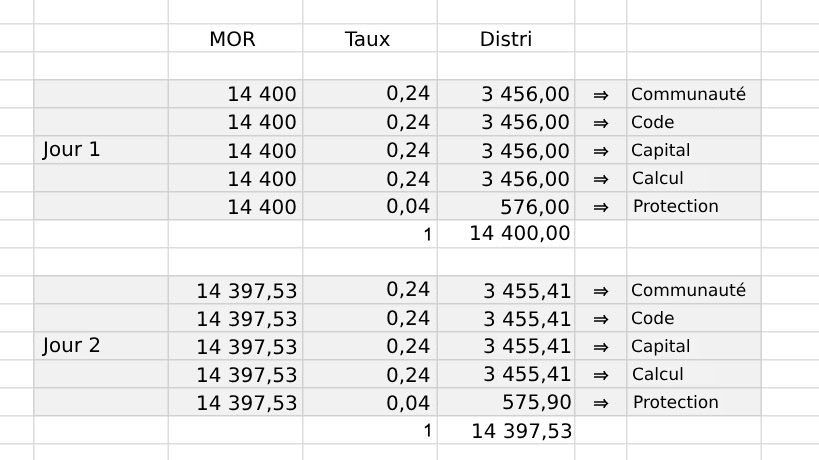 MOR Taux Distri
14 400 0,24 3 456,00 ⇒ Communauté
14 400 0,24 3 456,00 ⇒ Code
Jour 1 14 400 0,24 3 456,00 ⇒ Capital
14 400 0,24 3 456,00 ⇒ Calcul
14 400 0,04 576,00 ⇒ Protection
1 14 400,00
14 397,53 0,24 3 455,41 ⇒ Communauté
14 397,53 0,24 3 455,41 ⇒ Code
Jour 2 14 397,53 0,24 3 455,41 ⇒ Capital
14 397,53 0,24 3 455,41 ⇒ Calcul
14 397,53 0,04 575,90 ⇒ Protection
1 14 397,53